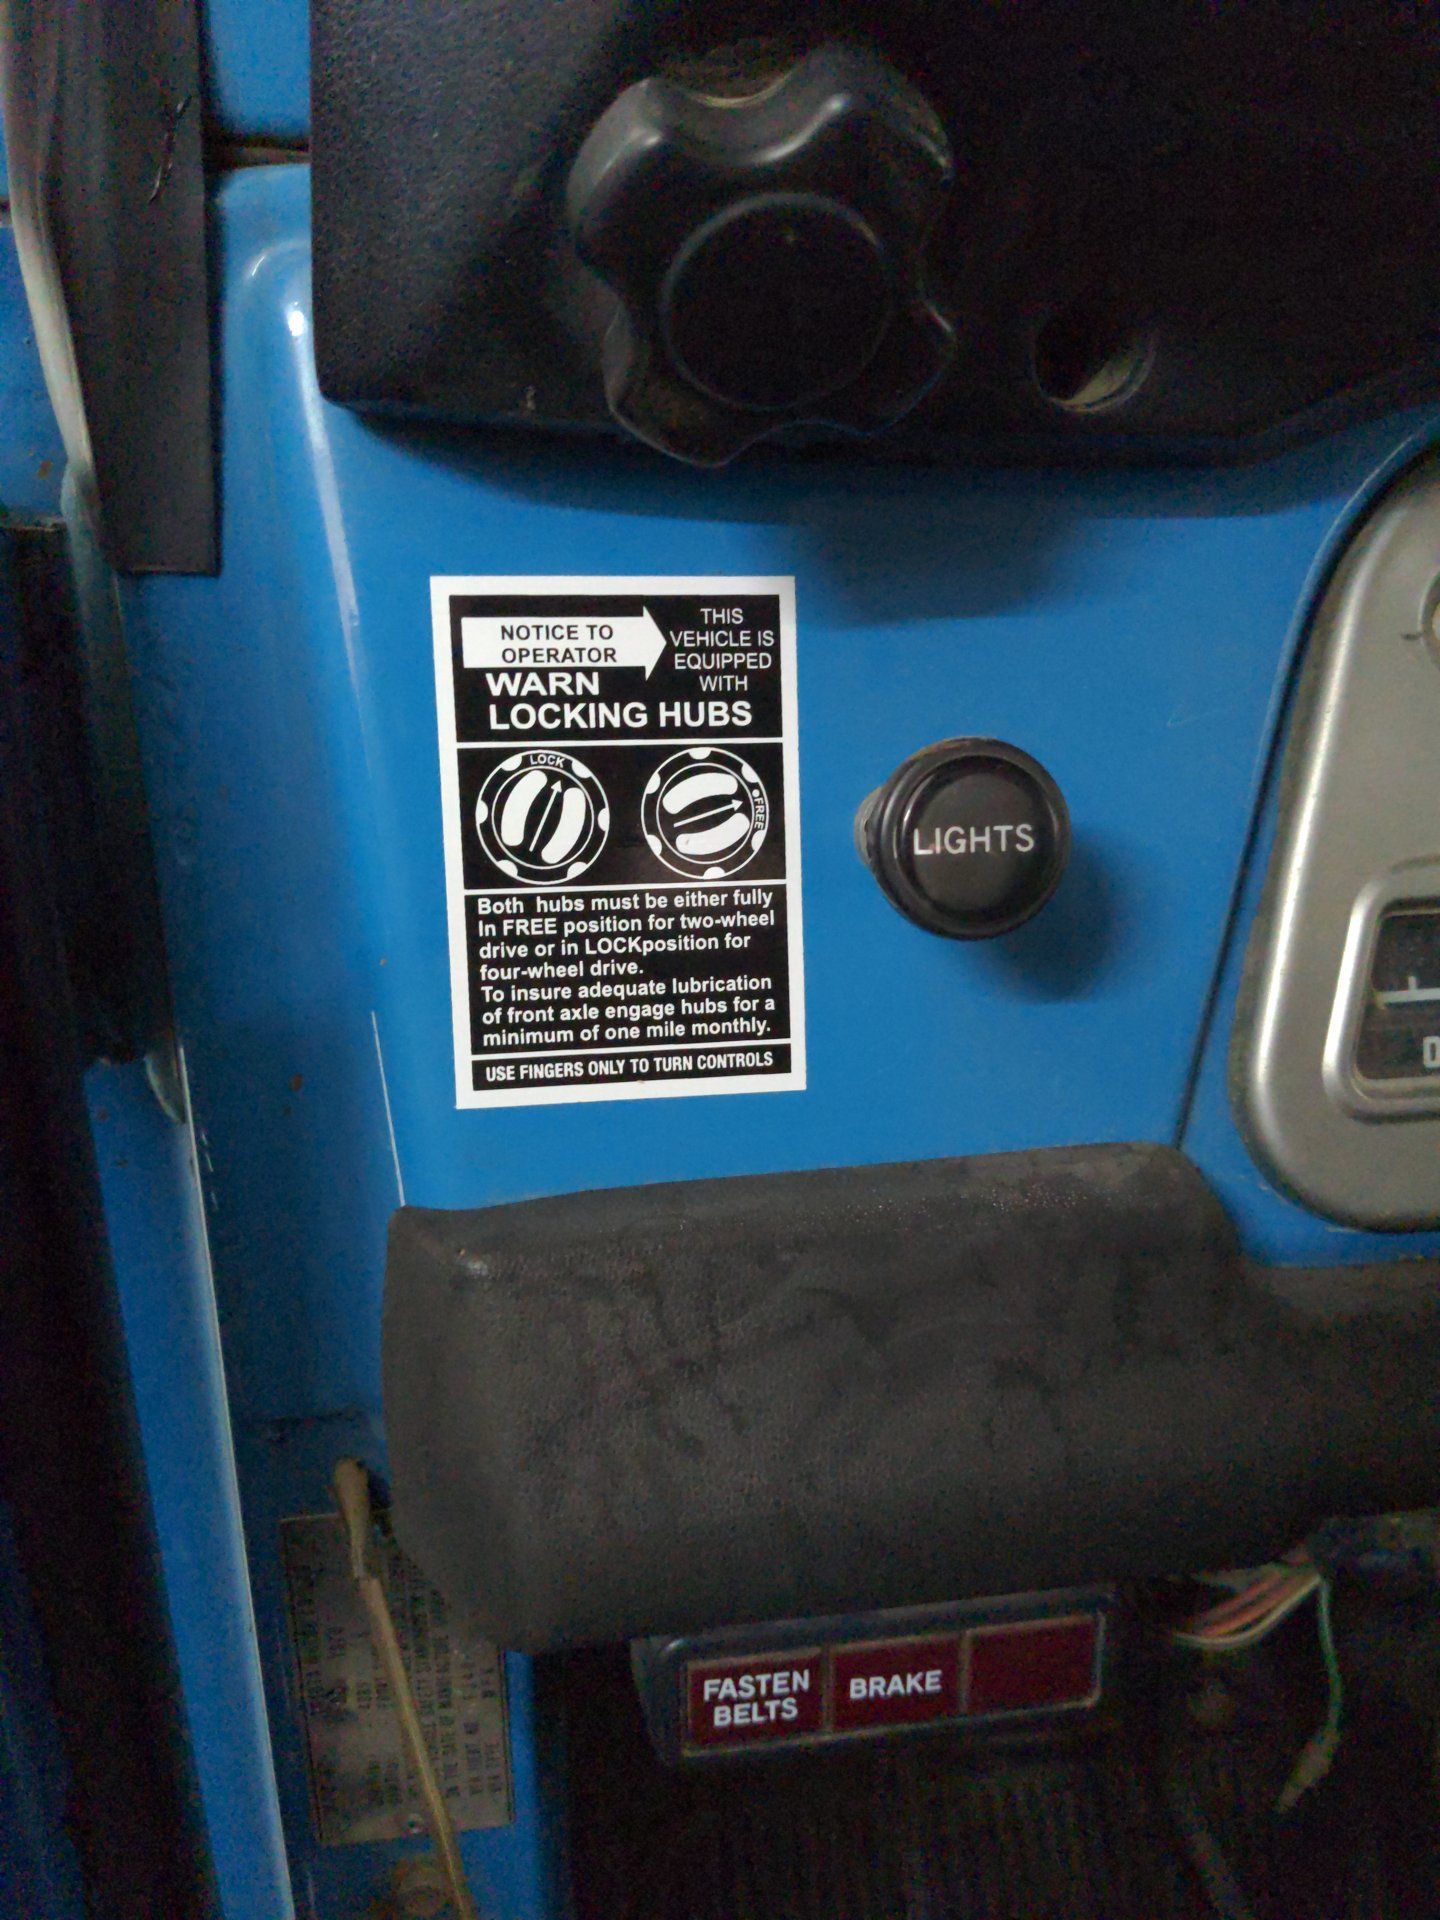 NOTICE TO
OPERATOR
THIS
VEHICLE IS
EQUIPPED
WITH
WARN
LOCKING HUBS
LOCK
FREE
Both hubs must be either fully
In FREE position for two-wheel
drive or in LOCKposition for
four-wheel drive.
To insure adequate lubrication
of front axle engage hubs for a
minimum of one mile monthly.
USE FINGERS ONLY TO TURN CONTROLS
LIGHTS
FASTEN
BELTS
BRAKE